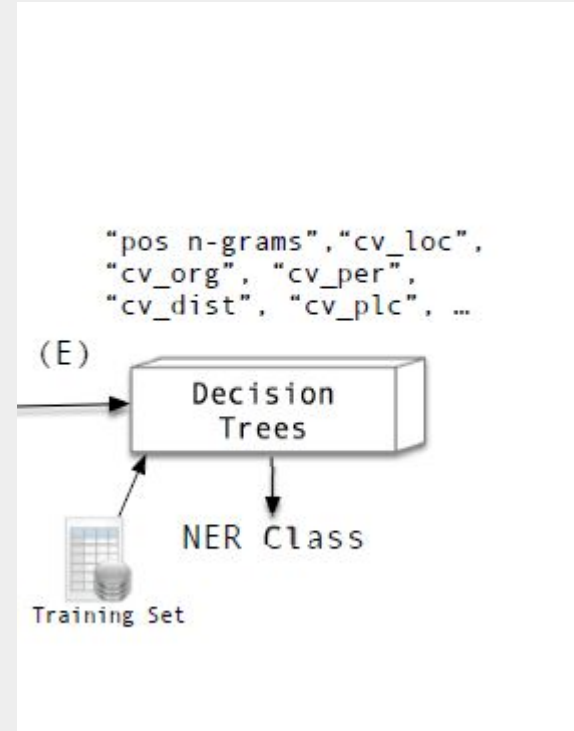 “pos n-grams”,“cv_loc”,
“cv_org”, “cv_per”,
“cv_dist”, “cv_plc”, …
(E)
Decision
Trees
NER Class
Training Set